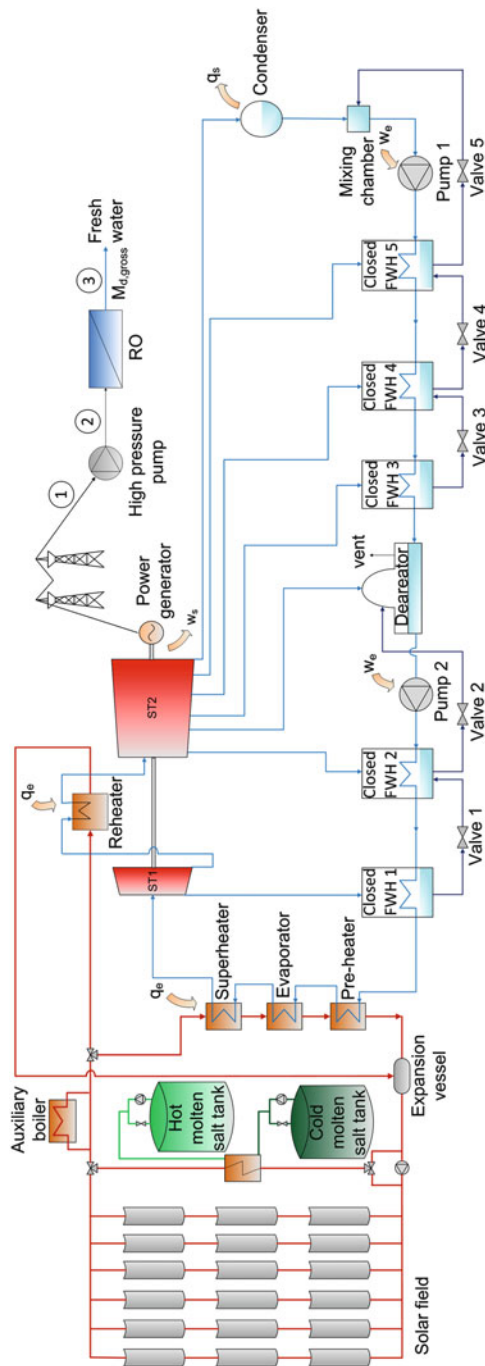 Solar field
Auxiliary
boiler
Hot
molten
salt tank
Cold
molten
salt tank
Expansion
vessel
qe
Superheater
Evaporator
Pre-heater
qe
Reheater
ST1
ST2
Power
generator
ws
1
High pressure
pump
2
RO
3
Fresh
water
Md,gross
Closed
FWH 1
Valve 1
Closed
FWH 2
Valve 2
we
Pump 2
vent
Deareator
Closed
FWH 3
Valve 3
Closed
FWH 4
Valve 4
Closed
FWH 5
Valve 5
we
Pump 1
Mixing
chamber
qs
Condenser